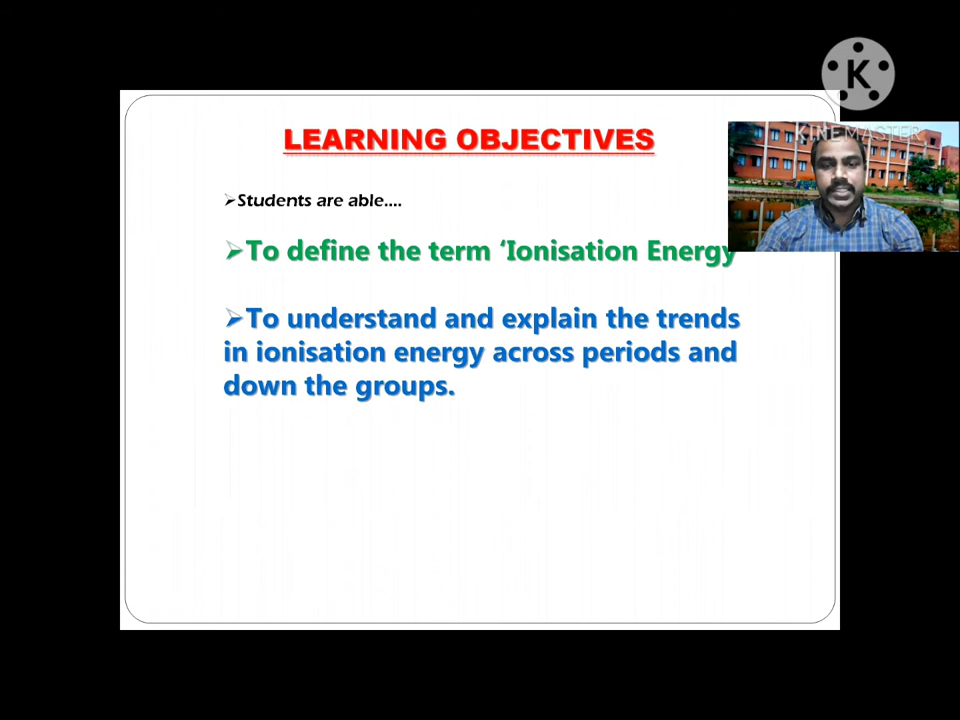 K
KINEMASTER
LEARNING OBJECTIVES
➢Students are able....
➢To define the term ‘Ionisation Energy
➢To understand and explain the trends
in ionisation energy across periods and
down the groups.